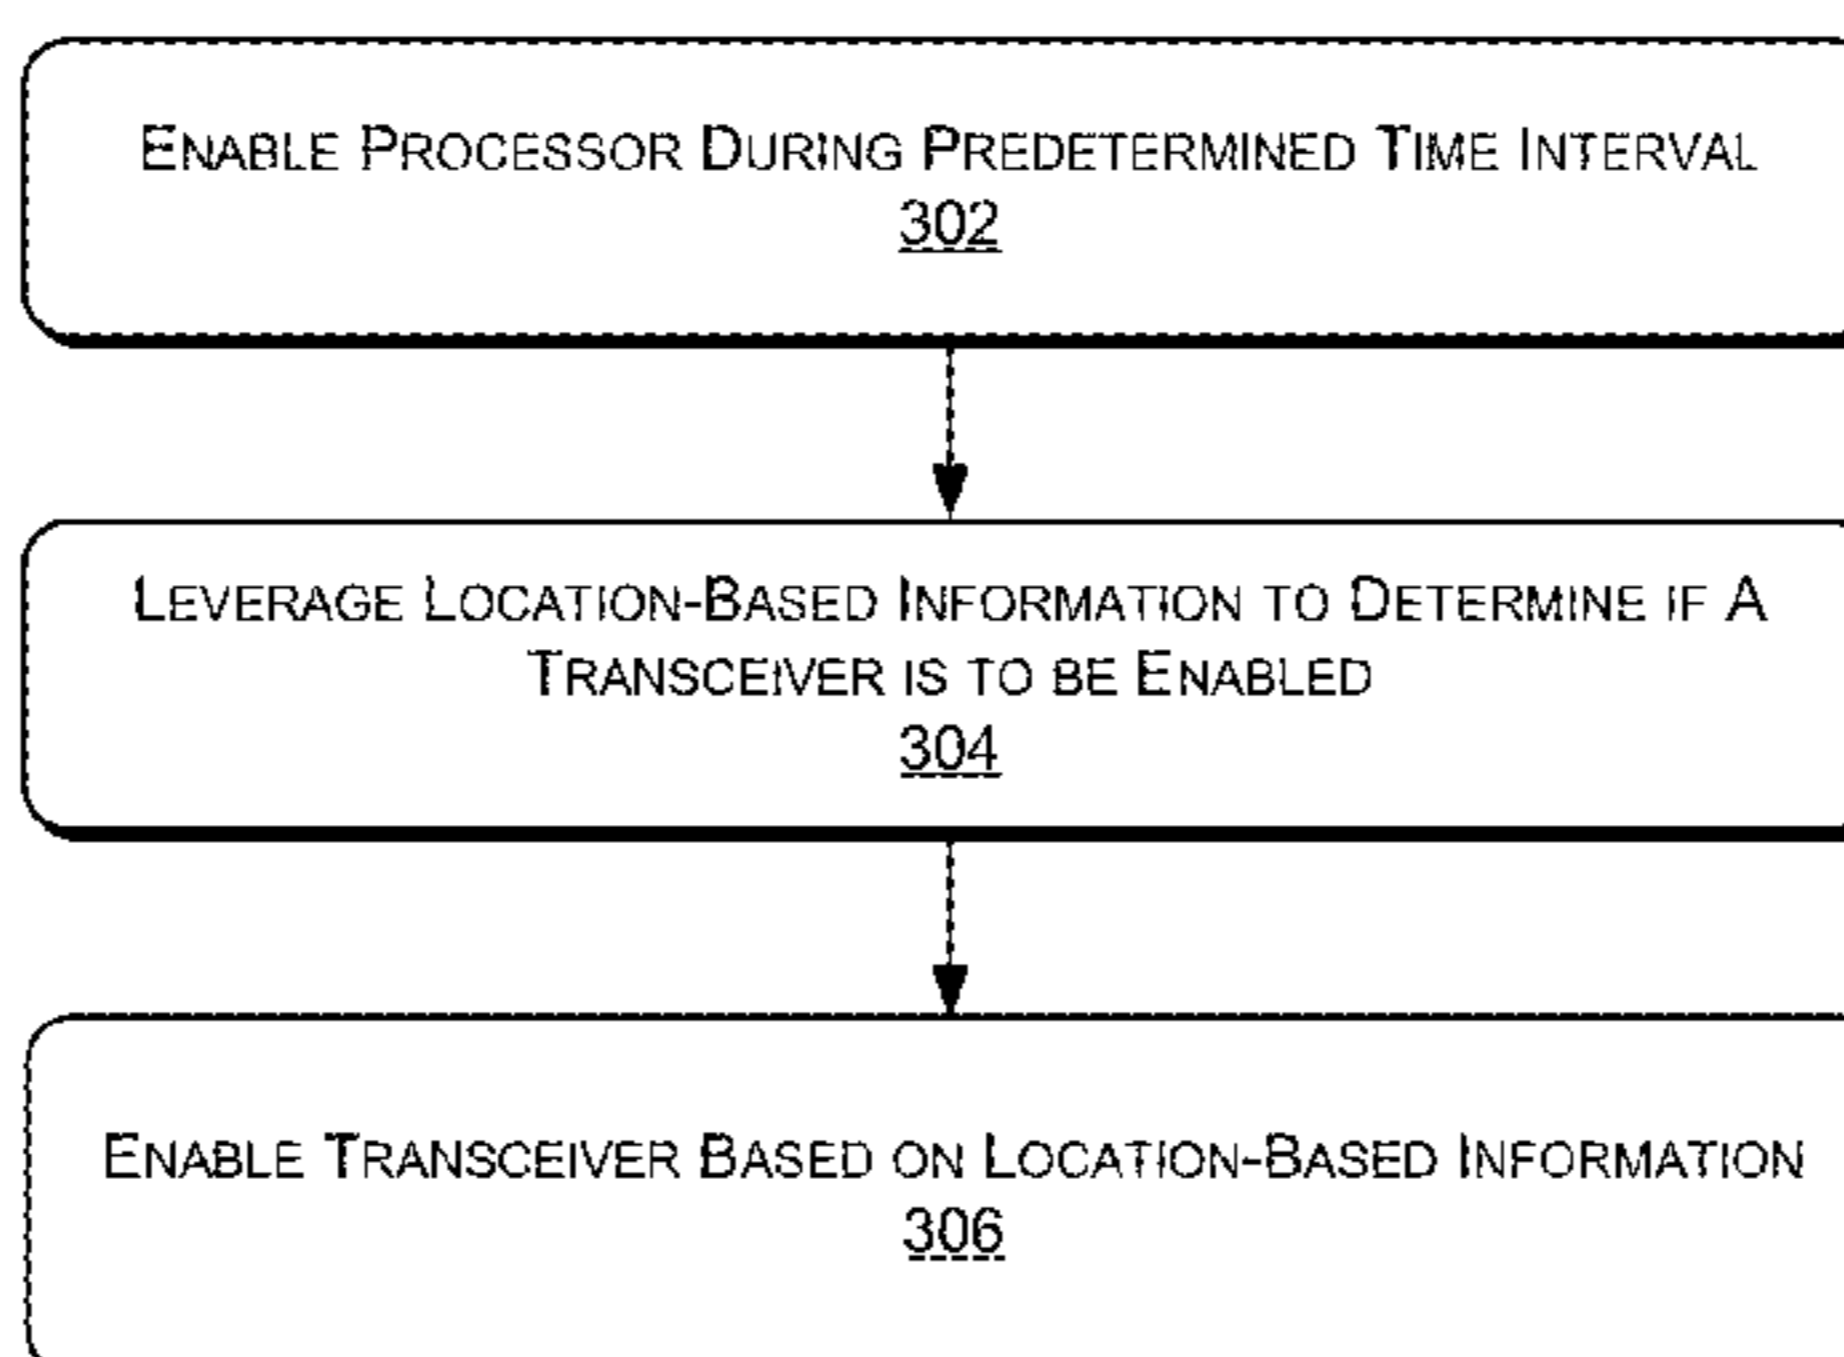 ENABLE PROCESSOR DURING PREDETERMINED TIME INTERVAL
302
LEVERAGE LOCATION-BASED INFORMATION TO DETERMINE IF A
TRANSCEIVER IS TO BE ENABLED
304
ENABLE TRANSCEIVER BASED ON LOCATION-BASED INFORMATION
306